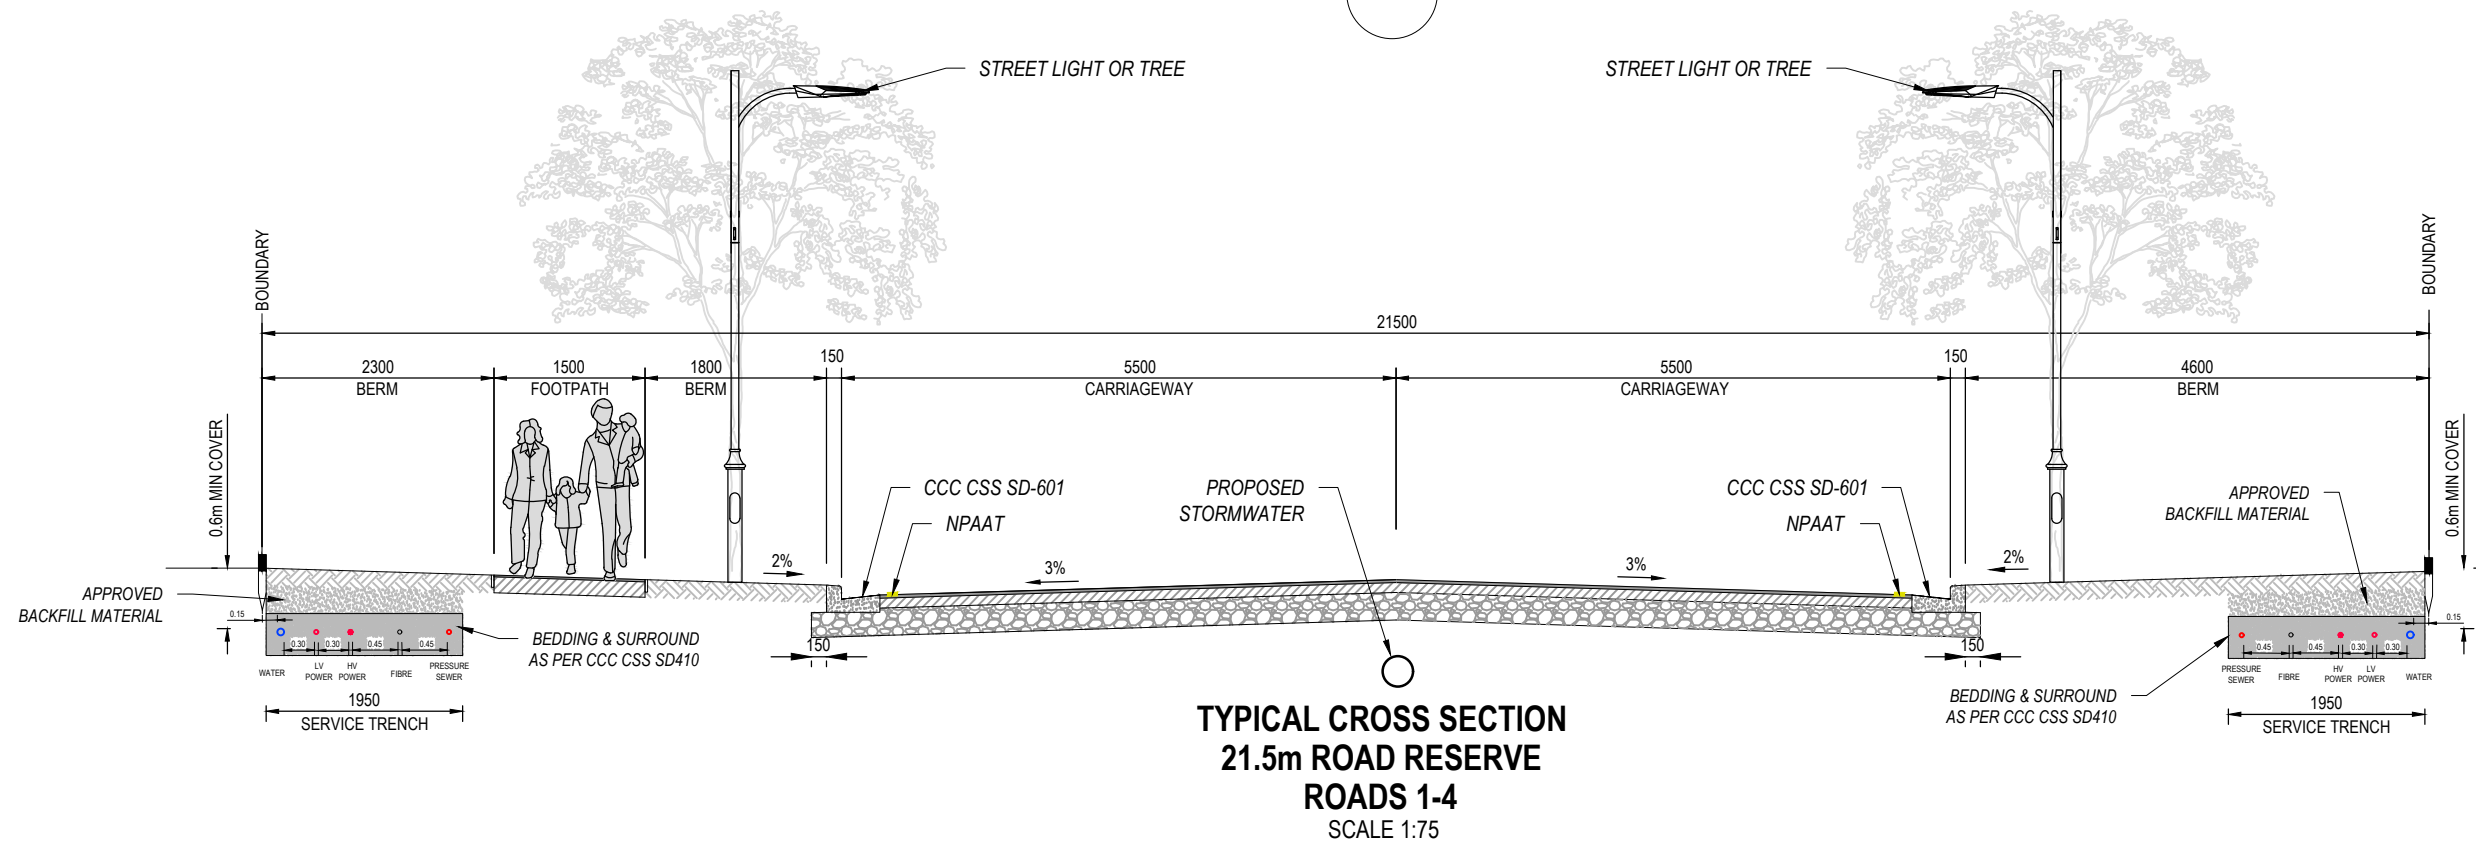 STREET LIGHT OR TREE
STREET LIGHT OR TREE
BOUNDARY
BOUNDARY
21500
2300
BERM
1500
FOOTPATH
1800
BERM
150
5500
CARRIAGEWAY
5500
CARRIAGEWAY
150
4600
BERM
0.6m MIN COVER
0.6m MIN COVER
CCC CSS SD-601
NPAAT
PROPOSED
STORMWATER
CCC CSS SD-601
NPAAT
APPROVED
BACKFILL MATERIAL
2%
3%
3%
2%
APPROVED
BACKFILL MATERIAL
0.15
0.30
0.30
0.45
0.45
WATER
LV
POWER
HV
POWER
FIBRE
PRESSURE
SEWER
BEDDING & SURROUND
AS PER CCC CSS SD410
150
150
0.15
0.45
0.45
0.30
0.30
PRESSURE
SEWER
FIBRE
HV
POWER
LV
POWER
WATER
BEDDING & SURROUND
AS PER CCC CSS SD410
1950
SERVICE TRENCH
1950
SERVICE TRENCH
TYPICAL CROSS SECTION
21.5m ROAD RESERVE
ROADS 1-4
SCALE 1:75